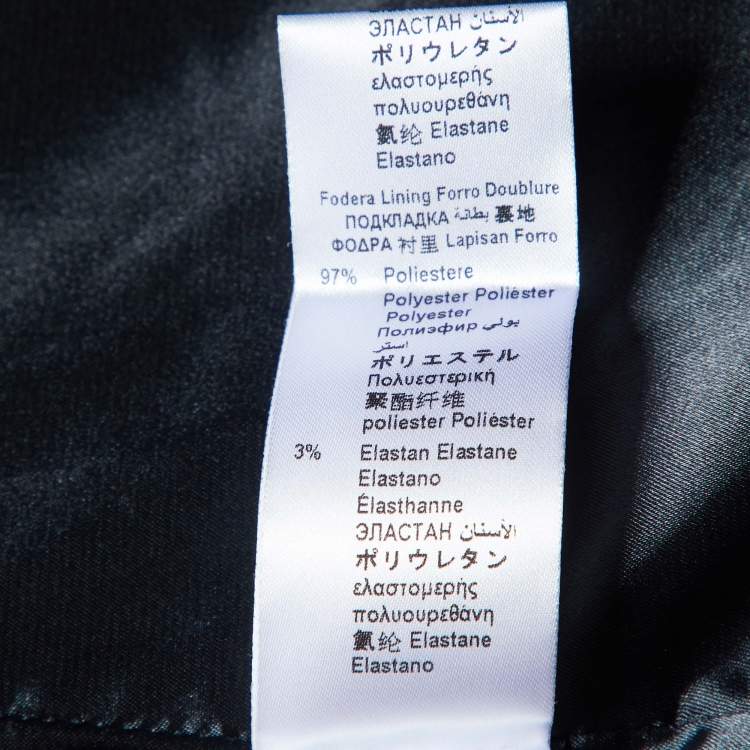 ЭЛАСТАН الأسفان
ポリウレタン
ελαστομερής
πολυουρεθάνη
氨纶 Elastane
Elastano
Fodera Lining Forro Doublure
ПОДКЛАДКА بطانة 裏地
ΦΟΔΡΑ 衬里 Lapisan Forro
97% Poliestere
Polyester Poliéster
Polyester
Полиэфир بولي
استر
ポリエステル
Πολυεστερική
聚酯纤维
poliester Poliéster
3% Elastan Elastane
Elastano
Élasthanne
ЭЛАСТАН الأسفان
ポリウレタン
ελαστομερής
πολυουρεθάνη
氨纶 Elastane
Elastano